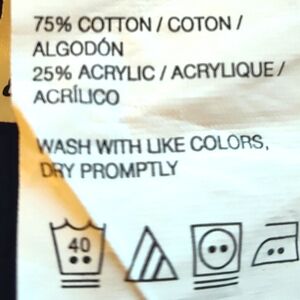 75% COTTON / COTON /
ALGODÓN
25% ACRYLIC / ACRYLIQUE /
ACRÍLICO
WASH WITH LIKE COLORS,
DRY PROMPTLY
40